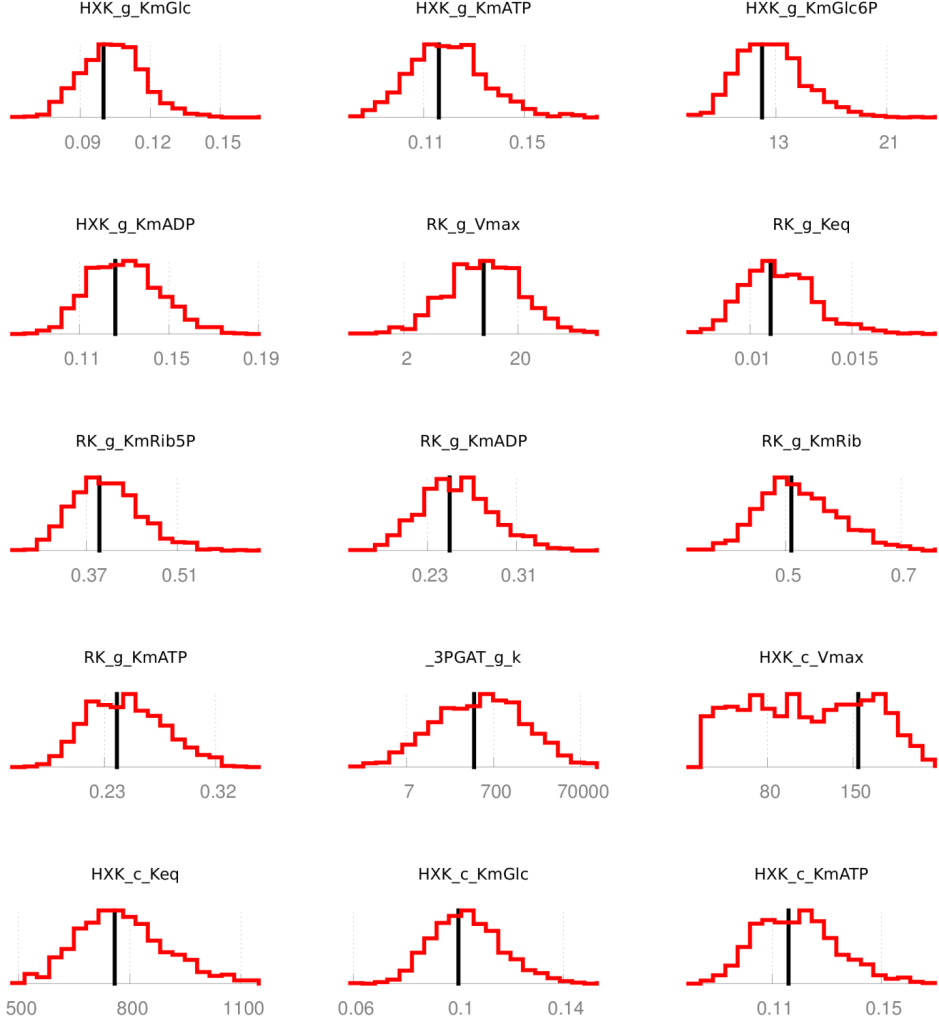 HXK_g_KmGlc HXK_g_KmATP HXK_g_KmGlc6P
0.09 0.12 0.15 0.11 0.15 13 21
HXK_g_KmADP RK_g_Vmax RK_g_Keq
0.11 0.15 0.19 2 20 0.01 0.015
RK_g_KmRib5P RK_g_KmADP RK_g_KmRib
0.37 0.51 0.23 0.31 0.5 0.7
RK_g_KmATP _3PGAT_g_k HXK_c_Vmax
0.23 0.32 7 700 70000 80 150
HXK_c_Keq HXK_c_KmGlc HXK_c_KmATP
500 800 1100 0.06 0.1 0.14 0.11 0.15